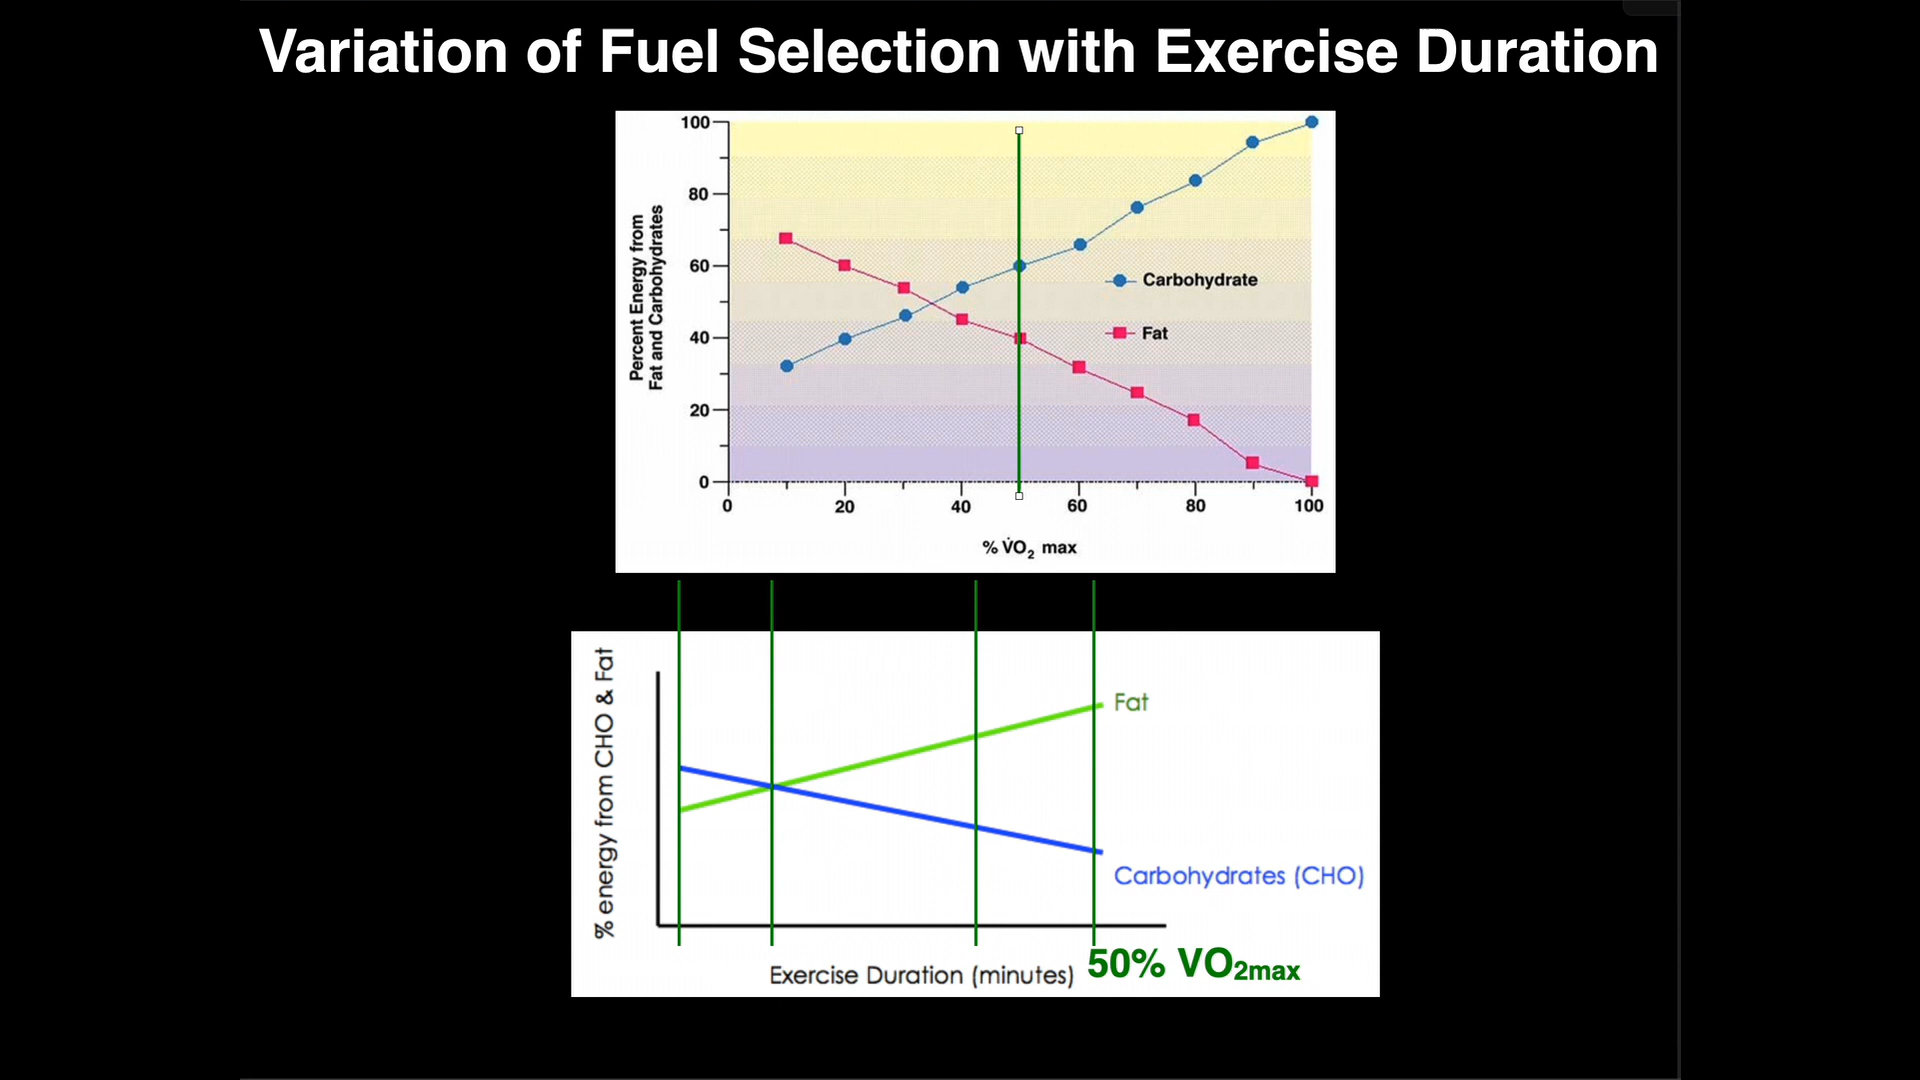 Variation of Fuel Selection with Exercise Duration
Percent Energy from
Fat and Carbohydrates
100
80
60
40
20
0
Carbohydrate
Fat
0 20 40 60 80 100
% V̇O₂ max
% energy from CHO & Fat
Fat
Carbohydrates (CHO)
Exercise Duration (minutes)
50% VO₂max